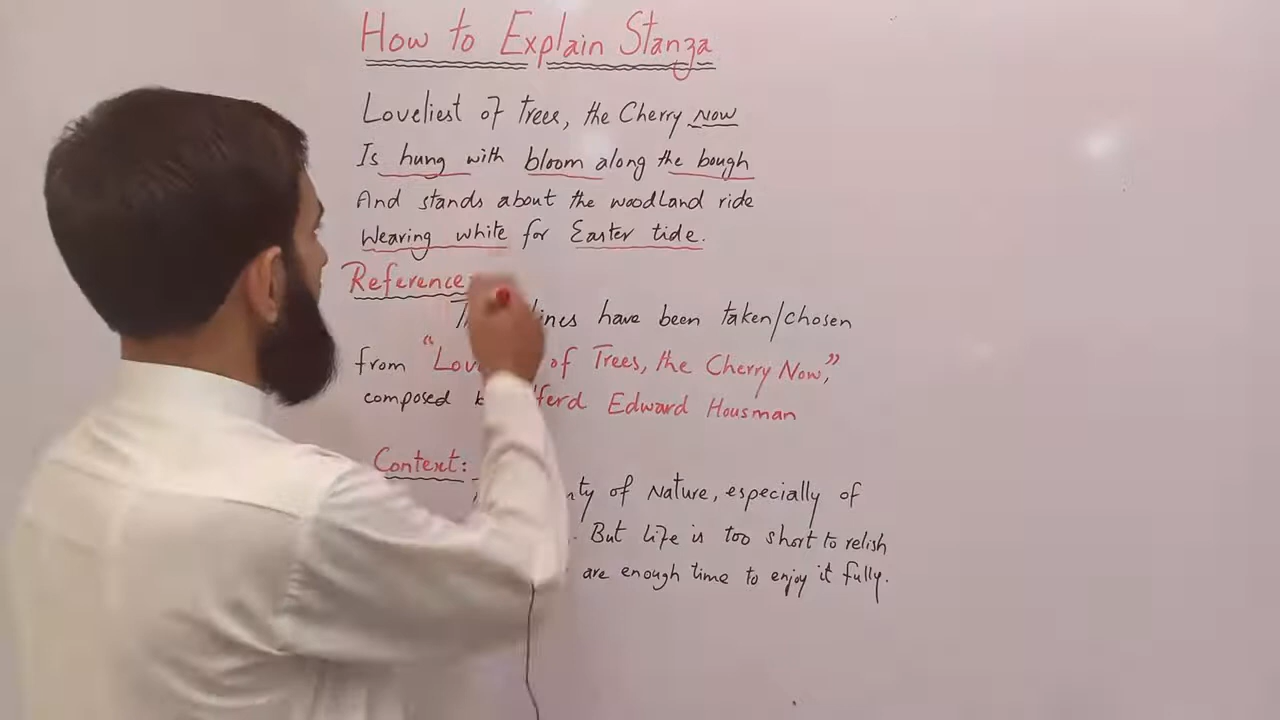 How to Explain Stanza
Loveliest of Trees, the Cherry now
Is hung with bloom along the bough
And stands about the woodland ride
Wearing white for Easter tide.
Reference:
lines have been taken/chosen
from "Lov of Trees, the Cherry Now,"
composed Edward Housman
Context:
of Nature, especially of
But life is too short to relish
are enough time to enjoy it fully.